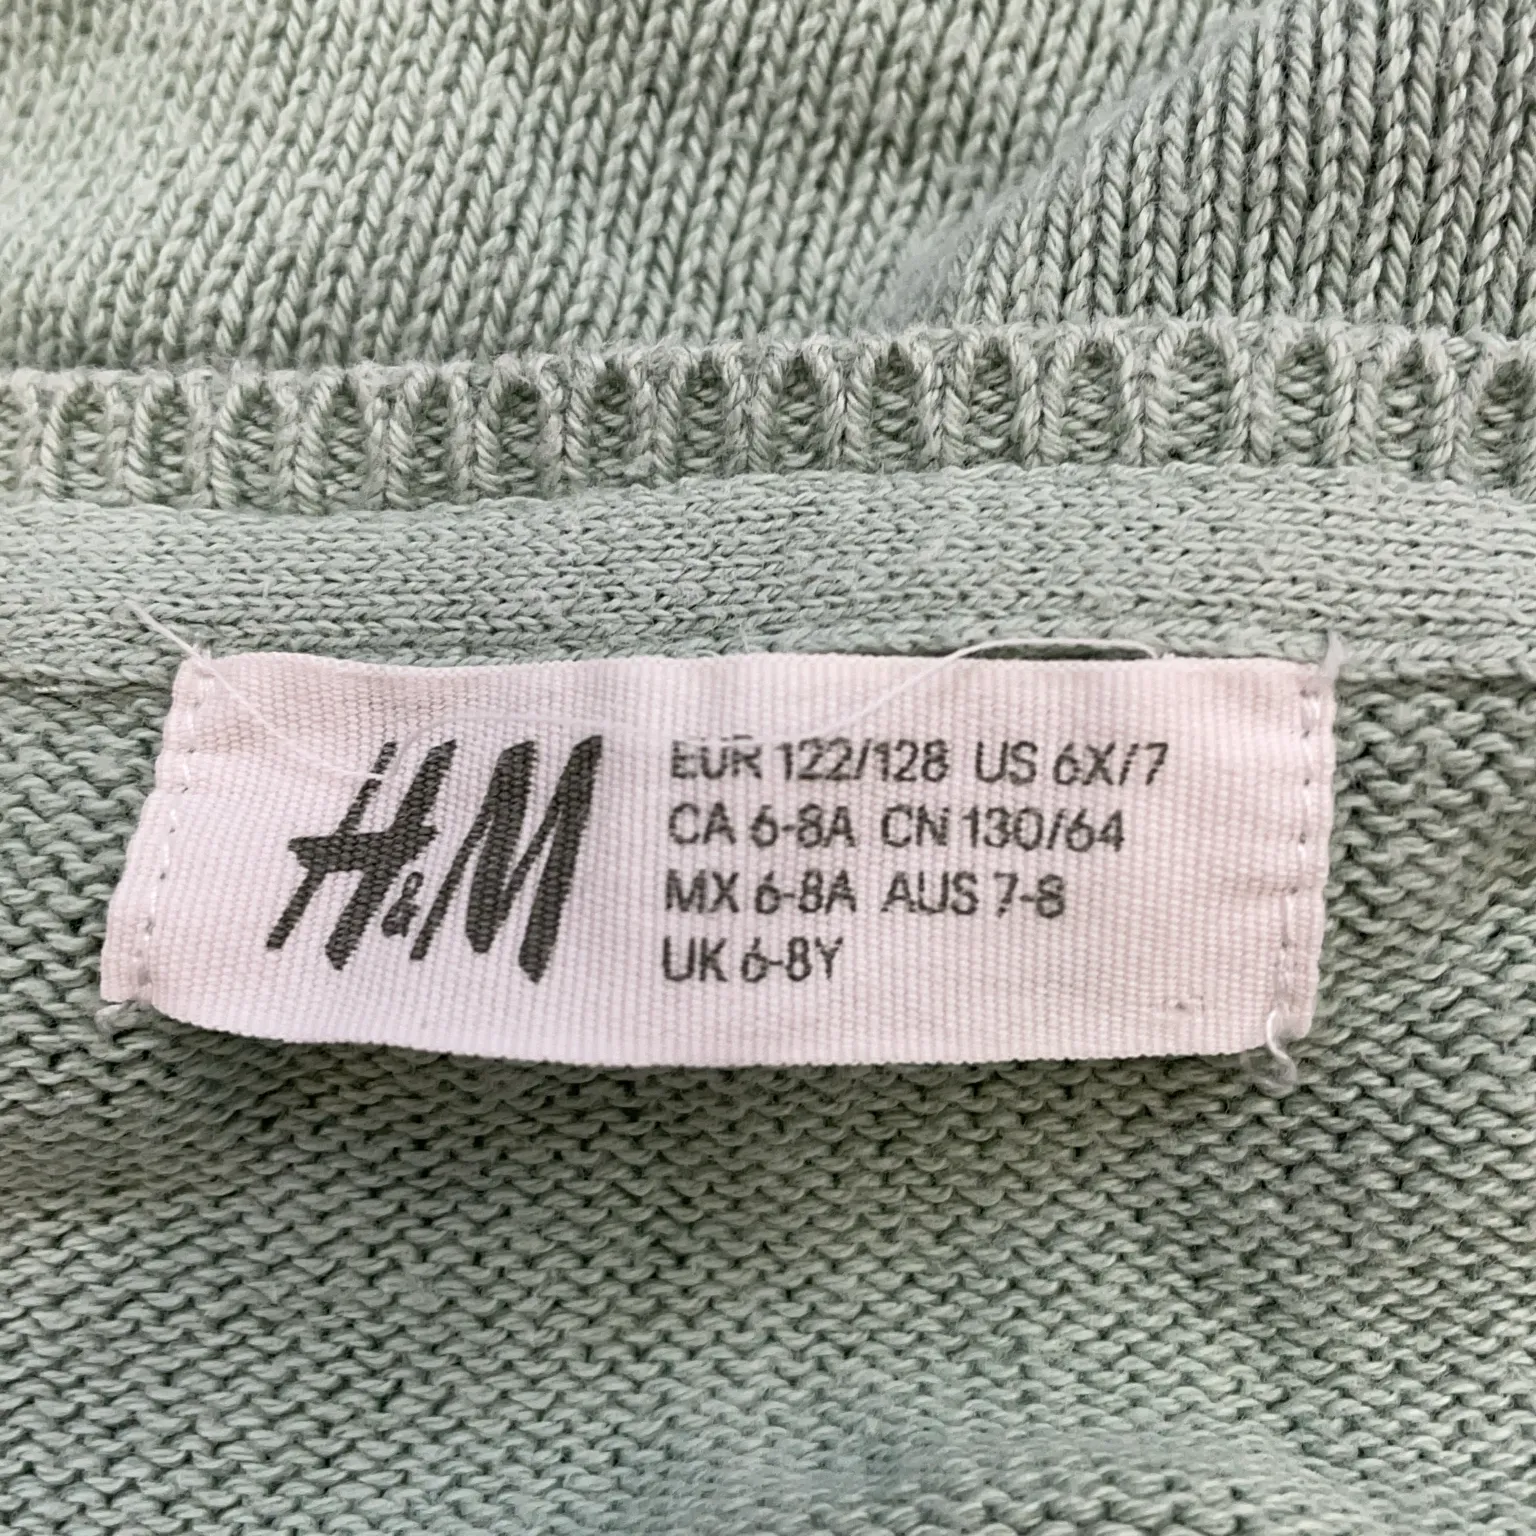 H&M
EUR 122/128 US 6X/7
CA 6-8A CN 130/64
MX 6-8A AUS 7-8
UK 6-8Y